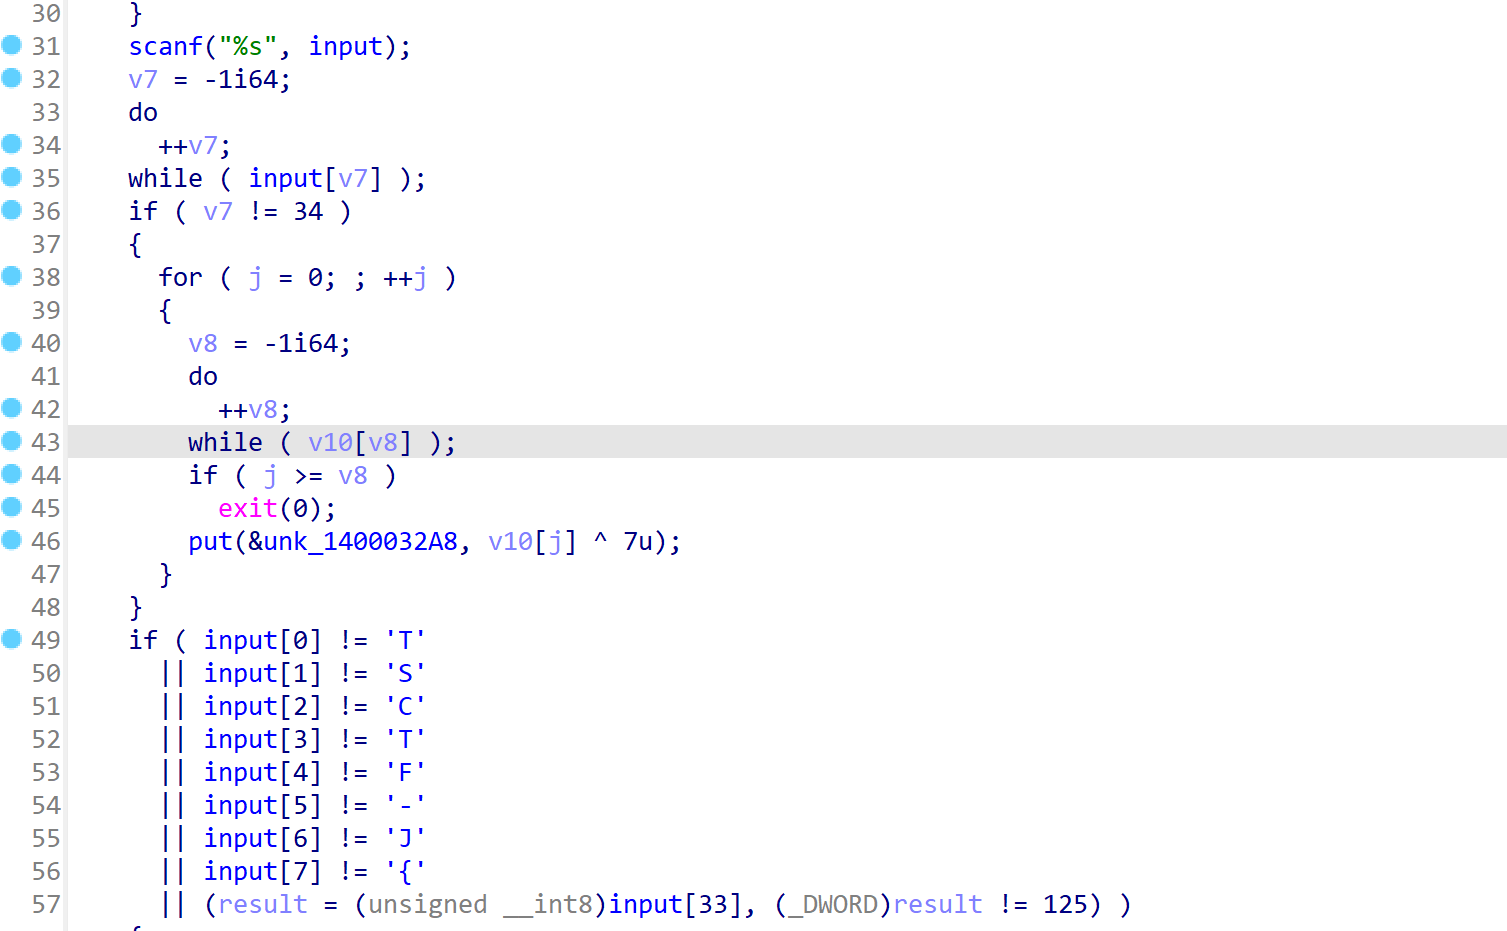 30 }
31 scanf("%s", input);
32 v7 = -1i64;
33 do
34 ++v7;
35 while ( input[v7] );
36 if ( v7 != 34 )
37 {
38 for ( j = 0; ; ++j )
39 {
40 v8 = -1i64;
41 do
42 ++v8;
43 while ( v10[v8] );
44 if ( j >= v8 )
45 exit(0);
46 put(&unk_1400032A8, v10[j] ^ 7u);
47 }
48 }
49 if ( input[0] != 'T'
50 || input[1] != 'S'
51 || input[2] != 'C'
52 || input[3] != 'T'
53 || input[4] != 'F'
54 || input[5] != '-'
55 || input[6] != 'J'
56 || input[7] != '{'
57 || (result = (unsigned __int8)input[33], (_DWORD)result != 125) )